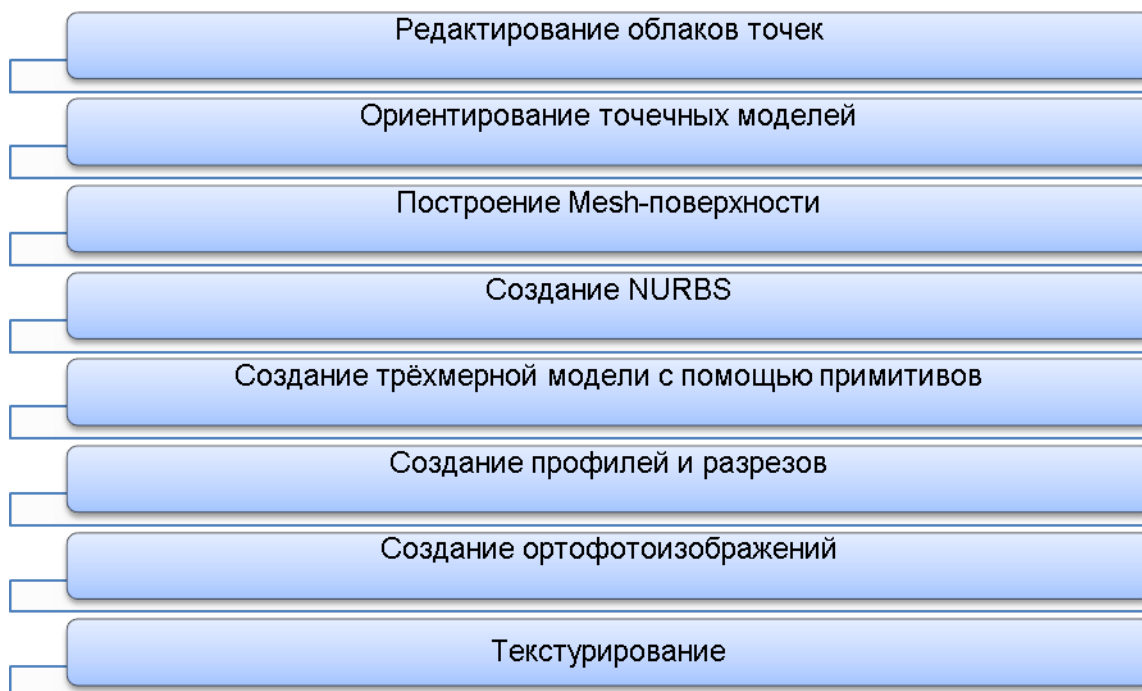 Редактирование облаков точек
Ориентирование точечных моделей
Построение Mesh-поверхности
Создание NURBS
Создание трёхмерной модели с помощью примитивов
Создание профилей и разрезов
Создание ортофотоизображений
Текстурирование